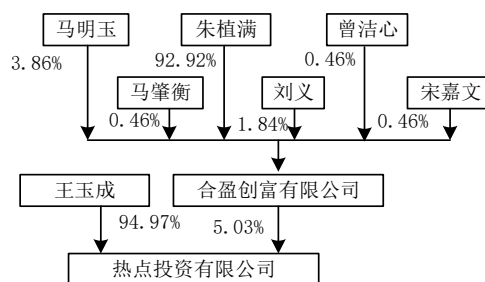 马明玉 朱植满 曾洁心
3.86% 92.92% 0.46%
马肇衡 刘义 宋嘉文
0.46% 1.84% 0.46%
王玉成 合盈创富有限公司
94.97% 5.03%
热点投资有限公司